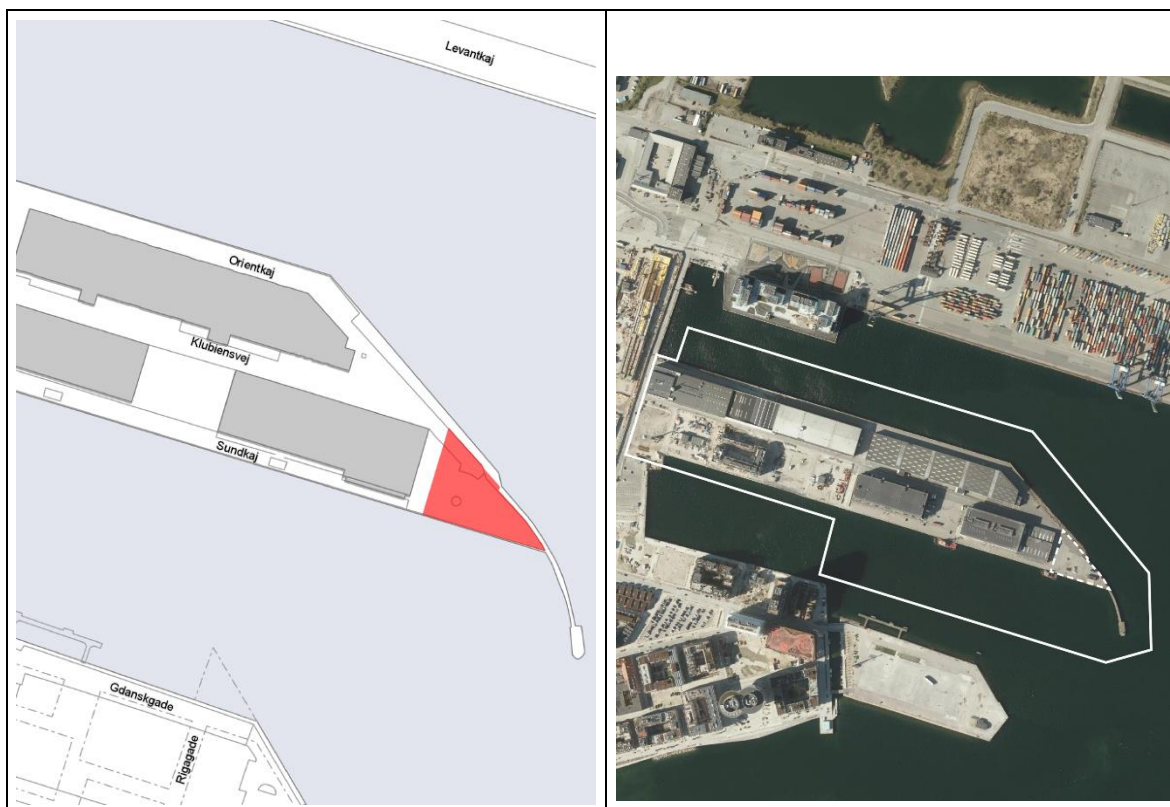 Levantkaj
Orientkaj
Klubiensvej
Sundkaj
Gdanskgade
Rigagade